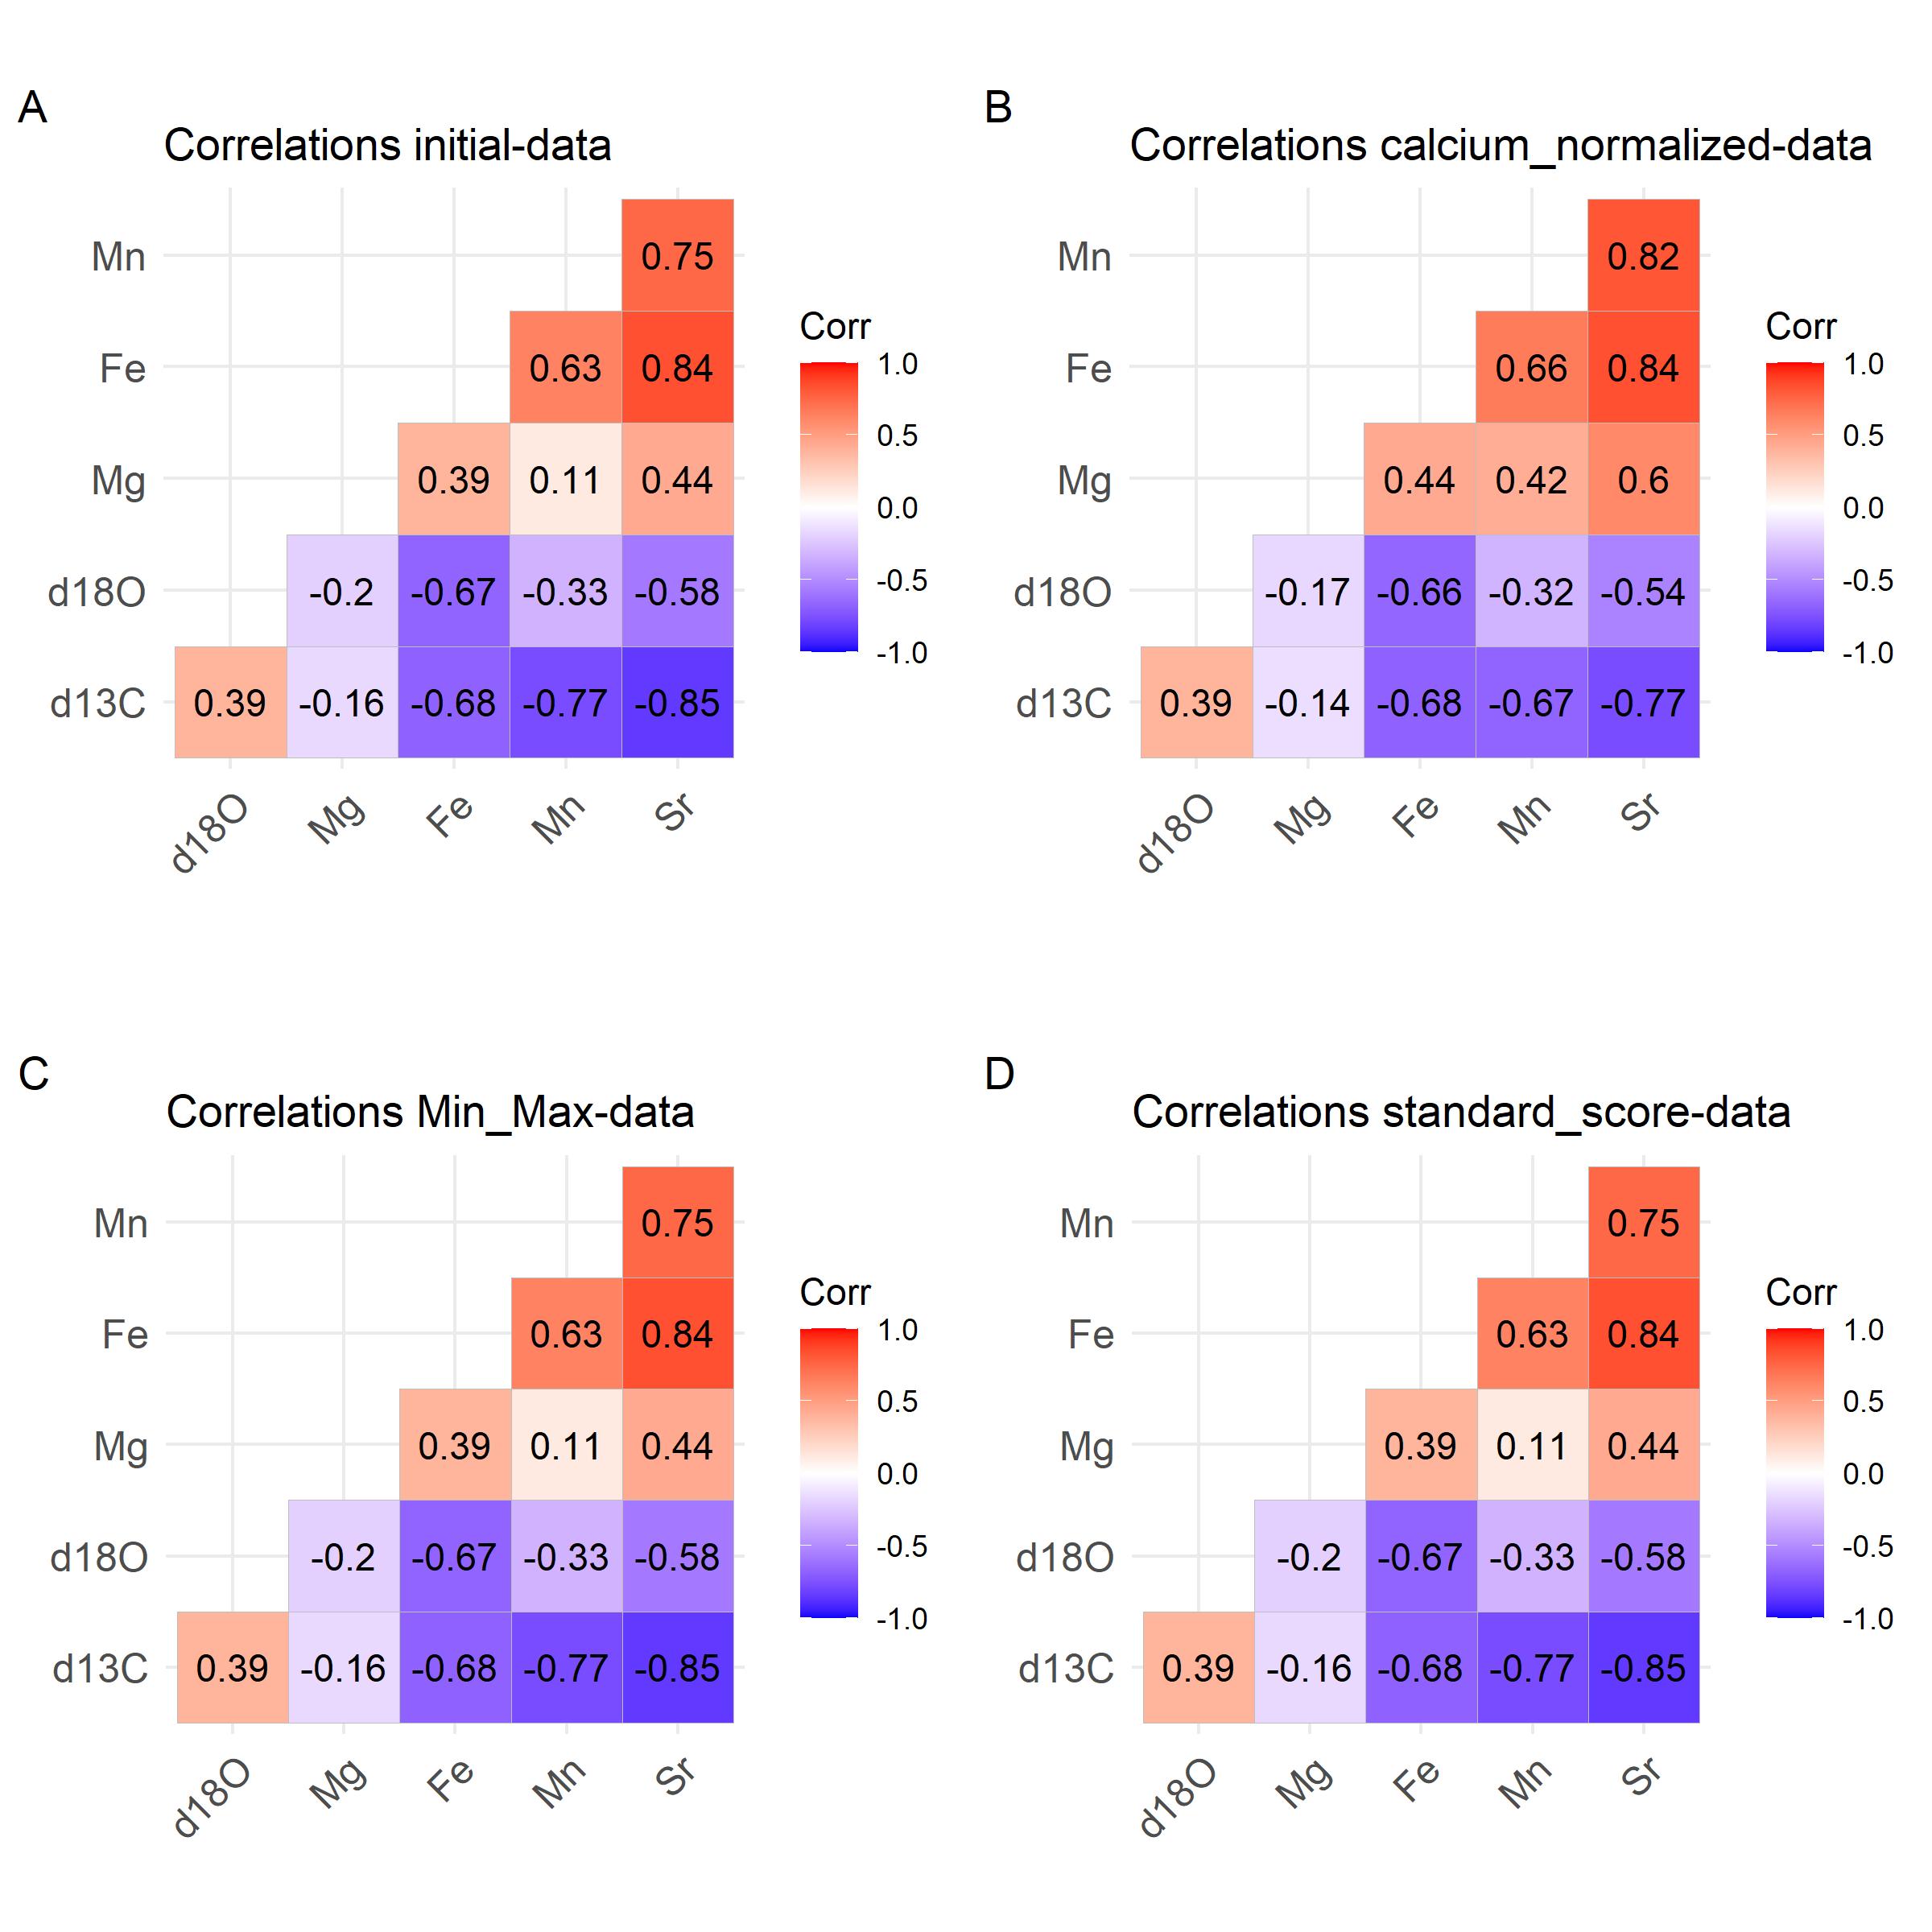 A
Correlations initial-data
Mn
0.75
Fe
0.63 0.84
Mg
0.39 0.11 0.44
d18O
-0.2 -0.67 -0.33 -0.58
d13C
0.39 -0.16 -0.68 -0.77 -0.85
d18O Mg Fe Mn Sr
Corr
1.0
0.5
0.0
-0.5
-1.0
B
Correlations calcium_normalized-data
Mn
0.82
Fe
0.66 0.84
Mg
0.44 0.42 0.6
d18O
-0.17 -0.66 -0.32 -0.54
d13C
0.39 -0.14 -0.68 -0.67 -0.77
d18O Mg Fe Mn Sr
Corr
1.0
0.5
0.0
-0.5
-1.0
C
Correlations Min_Max-data
Mn
0.75
Fe
0.63 0.84
Mg
0.39 0.11 0.44
d18O
-0.2 -0.67 -0.33 -0.58
d13C
0.39 -0.16 -0.68 -0.77 -0.85
d18O Mg Fe Mn Sr
Corr
1.0
0.5
0.0
-0.5
-1.0
D
Correlations standard_score-data
Mn
0.75
Fe
0.63 0.84
Mg
0.39 0.11 0.44
d18O
-0.2 -0.67 -0.33 -0.58
d13C
0.39 -0.16 -0.68 -0.77 -0.85
d18O Mg Fe Mn Sr
Corr
1.0
0.5
0.0
-0.5
-1.0